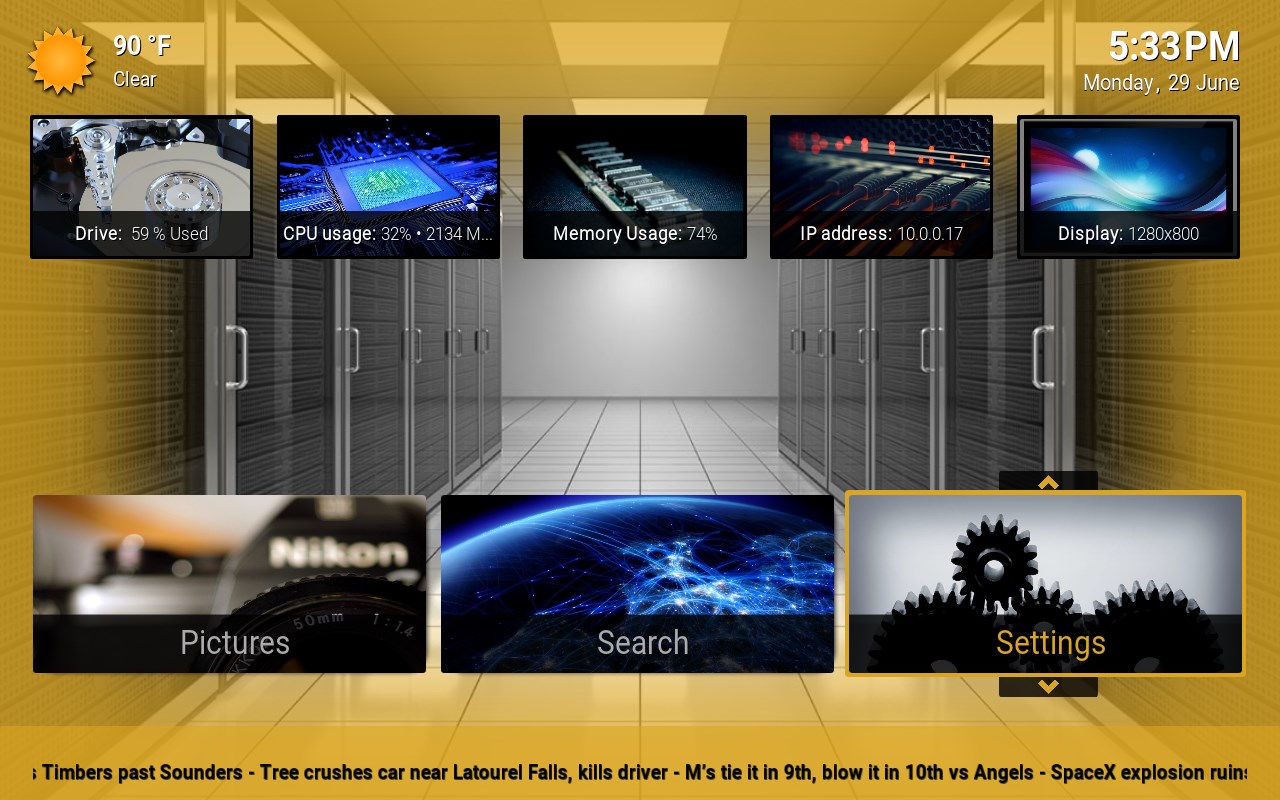 90 °F
Clear
5:33 PM
Monday, 29 June
Drive: 59 % Used
CPU usage: 32% • 2134 M...
Memory Usage: 74%
IP address: 10.0.0.17
Display: 1280x800
Nikon
50mm 1:1.4
Pictures
Search
Settings
Timbers past Sounders - Tree crushes car near Latourel Falls, kills driver - M's tie it in 9th, blow it in 10th vs Angels - SpaceX explosion ruins